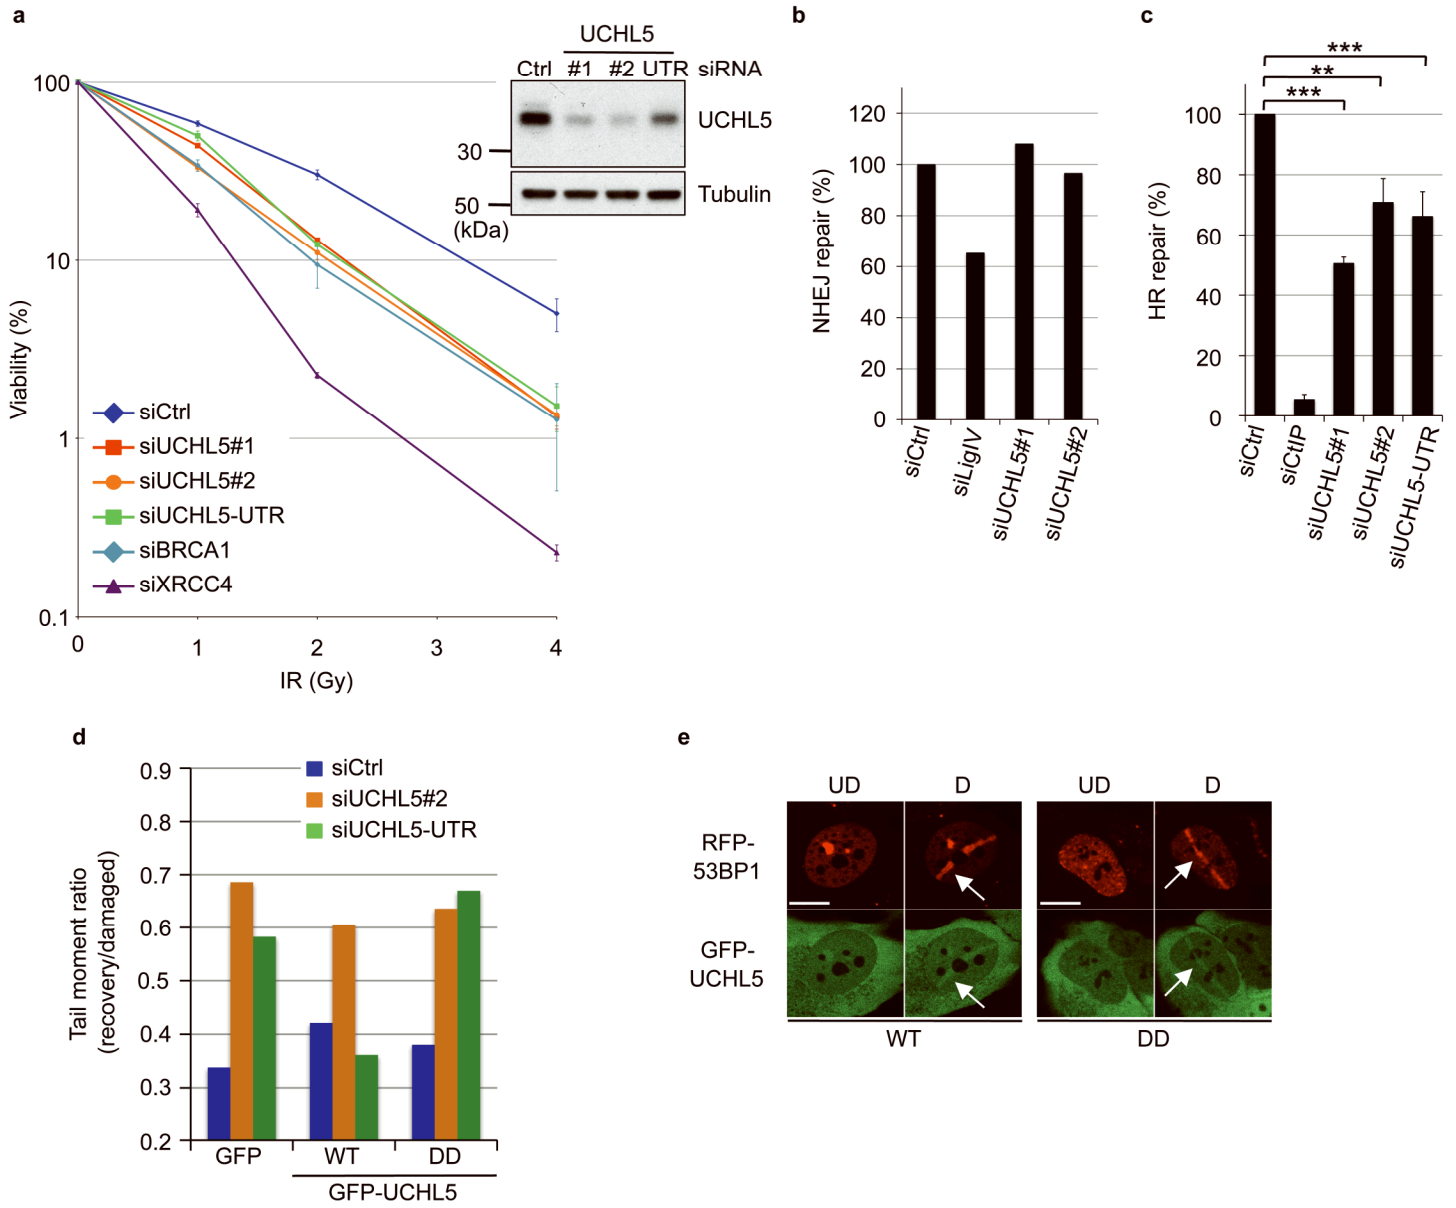 a
UCHL5
Ctrl #1 #2 UTR siRNA
UCHL5
30
Tubulin
50
(kDa)
100
10
1
0.1
Viability (%)
siCtrl
siUCHL5#1
siUCHL5#2
siUCHL5-UTR
siBRCA1
siXRCC4
0 1 2 3 4
IR (Gy)
b
NHEJ repair (%)
120
100
80
60
40
20
0
siCtrl
siLigIV
siUCHL5#1
siUCHL5#2
c
***
**
***
HR repair (%)
100
80
60
40
20
0
siCtrl
siCtIP
siUCHL5#1
siUCHL5#2
siUCHL5-UTR
d
siCtrl
siUCHL5#2
siUCHL5-UTR
Tail moment ratio
(recovery/damaged)
0.9
0.8
0.7
0.6
0.5
0.4
0.3
0.2
GFP WT DD
GFP-UCHL5
e
UD D UD D
RFP-
53BP1
GFP-
UCHL5
WT DD